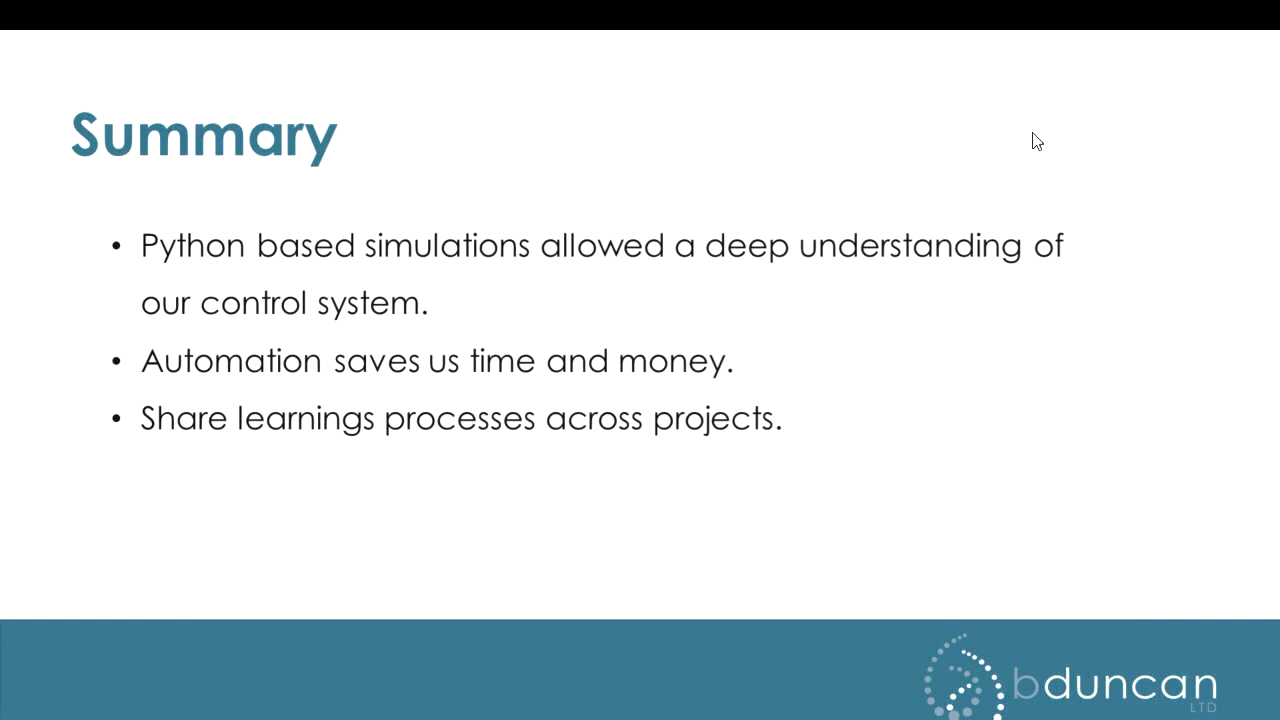 Summary
• Python based simulations allowed a deep understanding of
our control system.
• Automation saves us time and money.
• Share learnings processes across projects.
bduncan
LTD